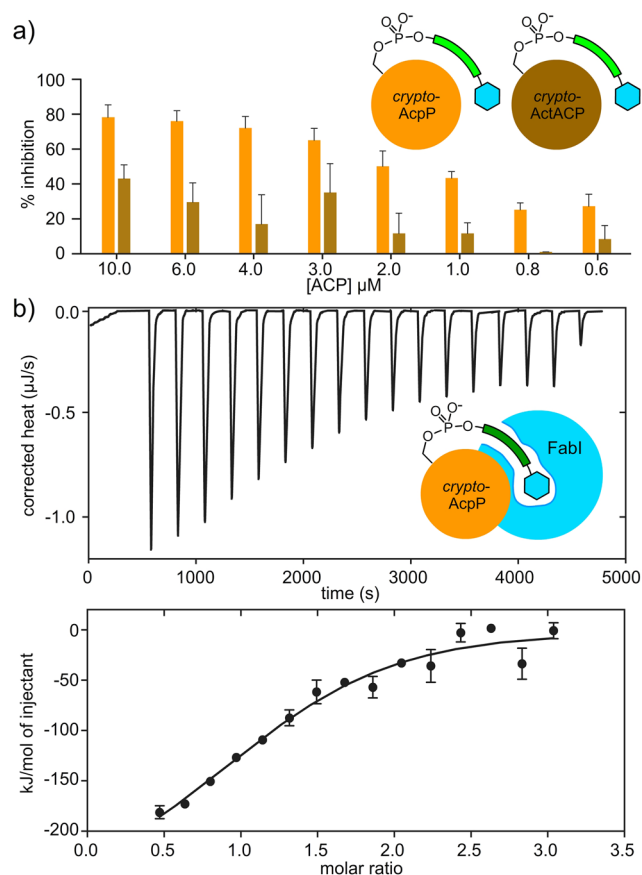 a)
O O-
P
O O
crypto-
AcpP
O O-
P
O O
crypto-
ActACP
% inhibition
100
80
60
40
20
0
10.0 6.0 4.0 3.0 2.0 1.0 0.8 0.6
[ACP] µM
b)
corrected heat (µJ/s)
0.0
-0.5
-1.0
O O-
P
O O
FabI
crypto-
AcpP
0 1000 2000 3000 4000 5000
time (s)
kJ/mol of injectant
0
-50
-100
-150
-200
0.0 0.5 1.0 1.5 2.0 2.5 3.0 3.5
molar ratio